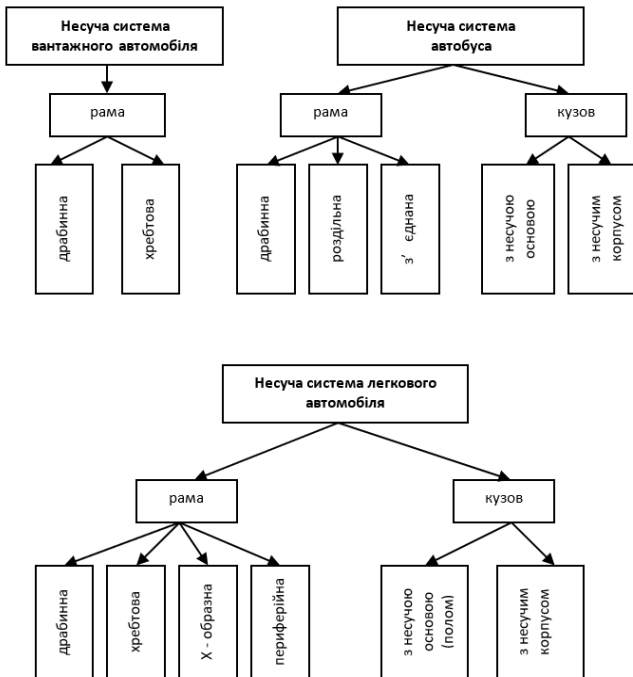 Несуча система
вантажного автомобіля
рама
драбинна
хребтова
Несуча система
автобуса
рама
кузов
драбинна
роздільна
з’ єднана
з несучою
основою
з несучим
корпусом
Несуча система легкового
автомобіля
рама
кузов
драбинна
хребтова
Х - образна
периферійна
з несучою
основою
(полом)
з несучим
корпусом